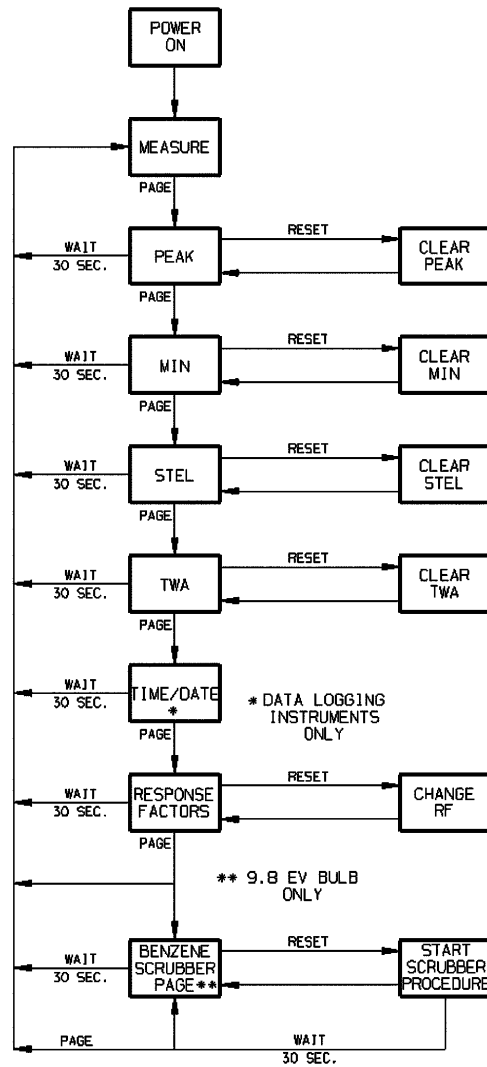 POWER
ON
MEASURE
PAGE
WAIT
30 SEC.
PEAK
RESET
CLEAR
PEAK
PAGE
WAIT
30 SEC.
MIN
RESET
CLEAR
MIN
PAGE
WAIT
30 SEC.
STEL
RESET
CLEAR
STEL
PAGE
WAIT
30 SEC.
TWA
RESET
CLEAR
TWA
PAGE
WAIT
30 SEC.
TIME/DATE
*
* DATA LOGGING
INSTRUMENTS
ONLY
PAGE
WAIT
30 SEC.
RESPONSE
FACTORS
RESET
CHANGE
RF
PAGE
** 9.8 EV BULB
ONLY
WAIT
30 SEC.
BENZENE
SCRUBBER
PAGE**
RESET
START
SCRUBBER
PROCEDURE
PAGE
WAIT
30 SEC.